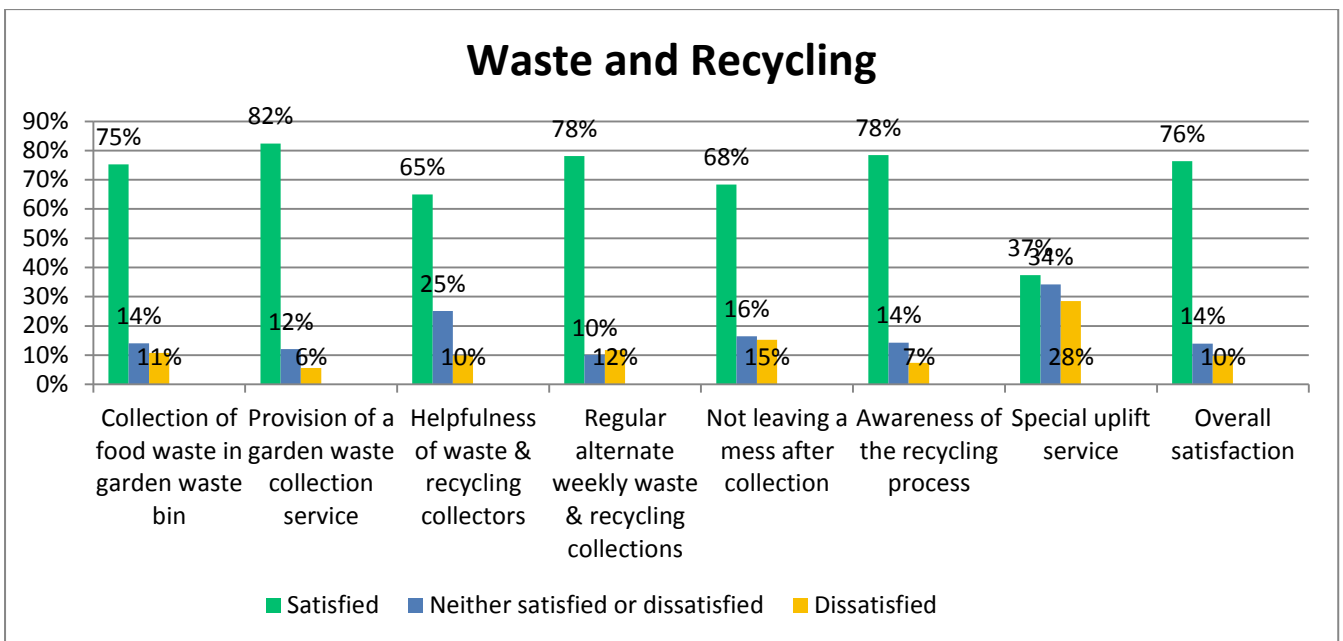 Waste and Recycling
90%
80%
70%
60%
50%
40%
30%
20%
10%
0%
75%
14%
11%
82%
12%
6%
65%
25%
10%
78%
10%
12%
68%
16%
15%
78%
14%
7%
37%
34%
28%
76%
14%
10%
Collection of
food waste in
garden waste
bin
Provision of a
garden waste
collection
service
Helpfulness
of waste &
recycling
collectors
Regular
alternate
weekly waste
& recycling
collections
Not leaving a
mess after
collection
Awareness of
the recycling
process
Special uplift
service
Overall
satisfaction
Satisfied
Neither satisfied or dissatisfied
Dissatisfied